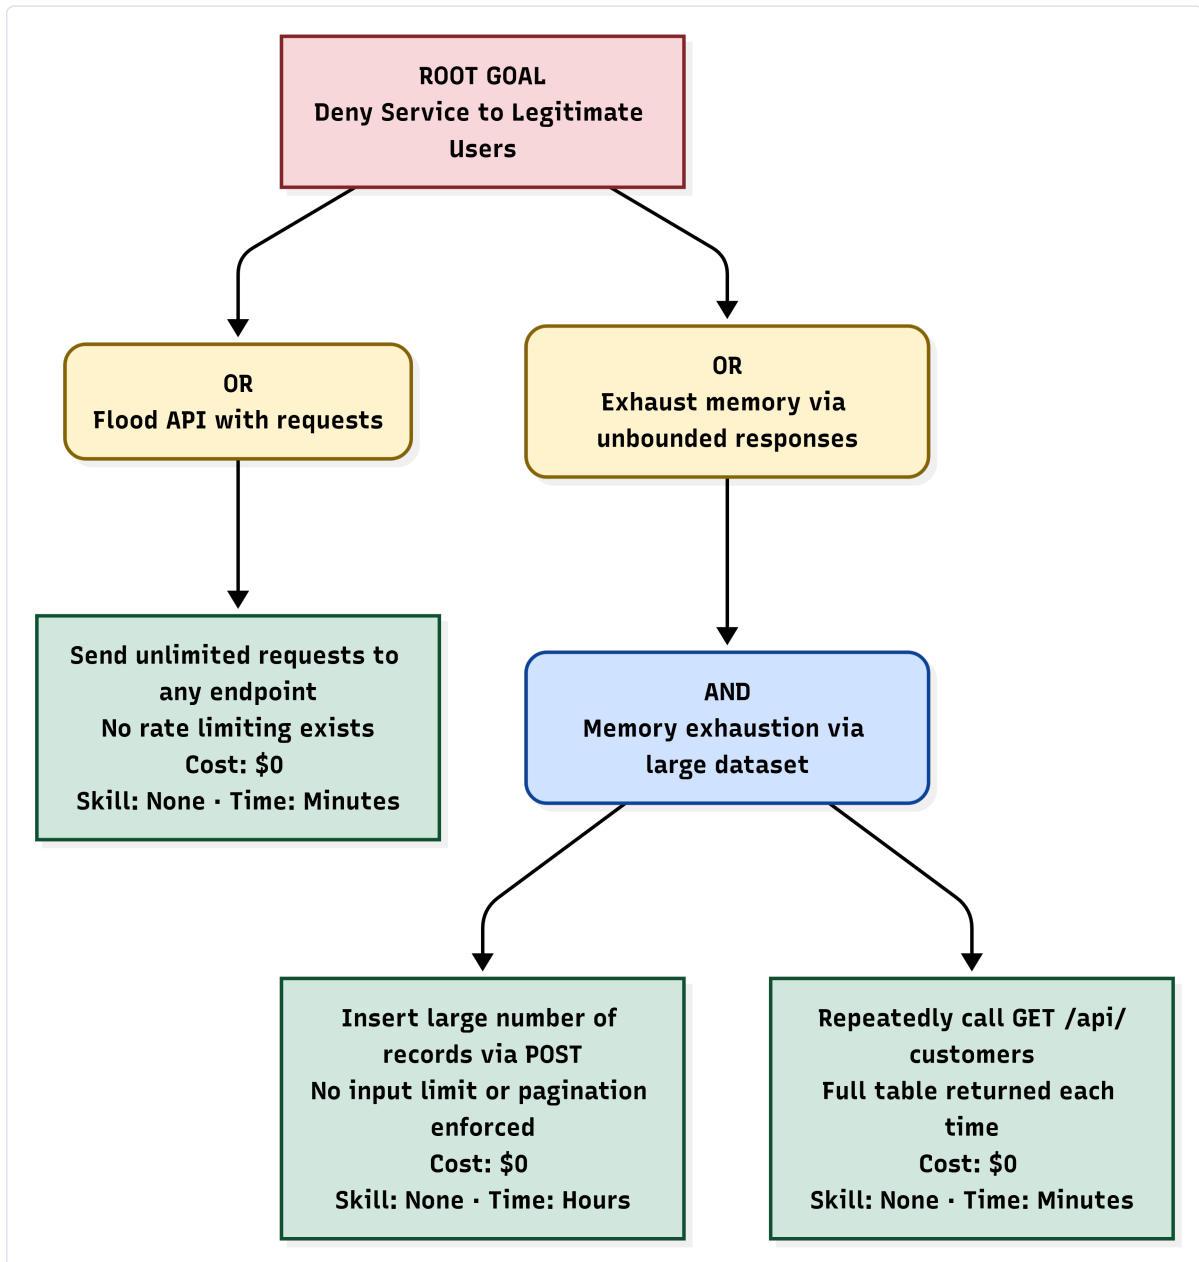 ROOT GOAL
Deny Service to Legitimate
Users
OR
Flood API with requests
OR
Exhaust memory via
unbounded responses
Send unlimited requests to
any endpoint
No rate limiting exists
Cost: $0
Skill: None · Time: Minutes
AND
Memory exhaustion via
large dataset
Insert large number of
records via POST
No input limit or pagination
enforced
Cost: $0
Skill: None · Time: Hours
Repeatedly call GET /api/
customers
Full table returned each
time
Cost: $0
Skill: None · Time: Minutes